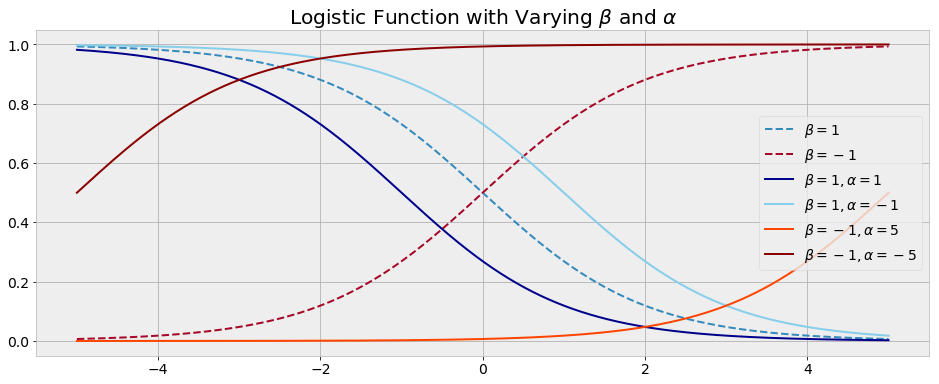 Logistic Function with Varying β and α
1.0
0.8
0.6
0.4
0.2
0.0
β = 1
β = −1
β = 1, α = 1
β = 1, α = −1
β = −1, α = 5
β = −1, α = −5
−4
−2
0
2
4